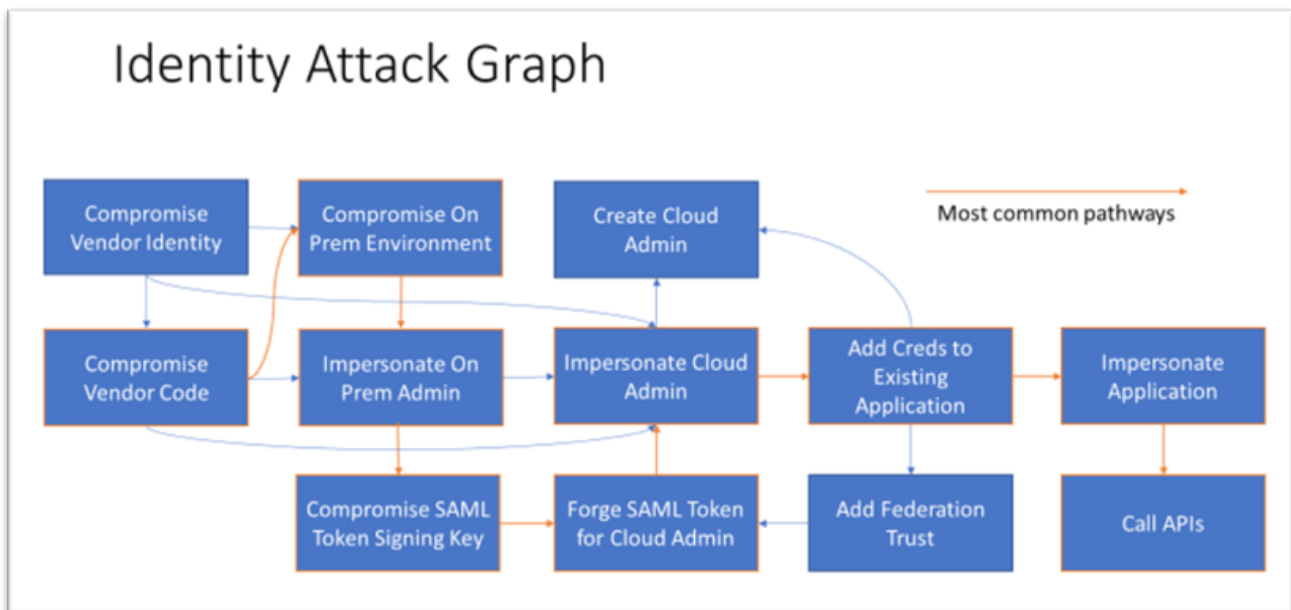 Identity Attack Graph
Compromise
Vendor Identity
Compromise On
Prem Environment
Create Cloud
Admin
Most common pathways
Compromise
Vendor Code
Impersonate On
Prem Admin
Impersonate Cloud
Admin
Add Creds to
Existing
Application
Impersonate
Application
Compromise SAML
Token Signing Key
Forge SAML Token
for Cloud Admin
Add Federation
Trust
Call APIs